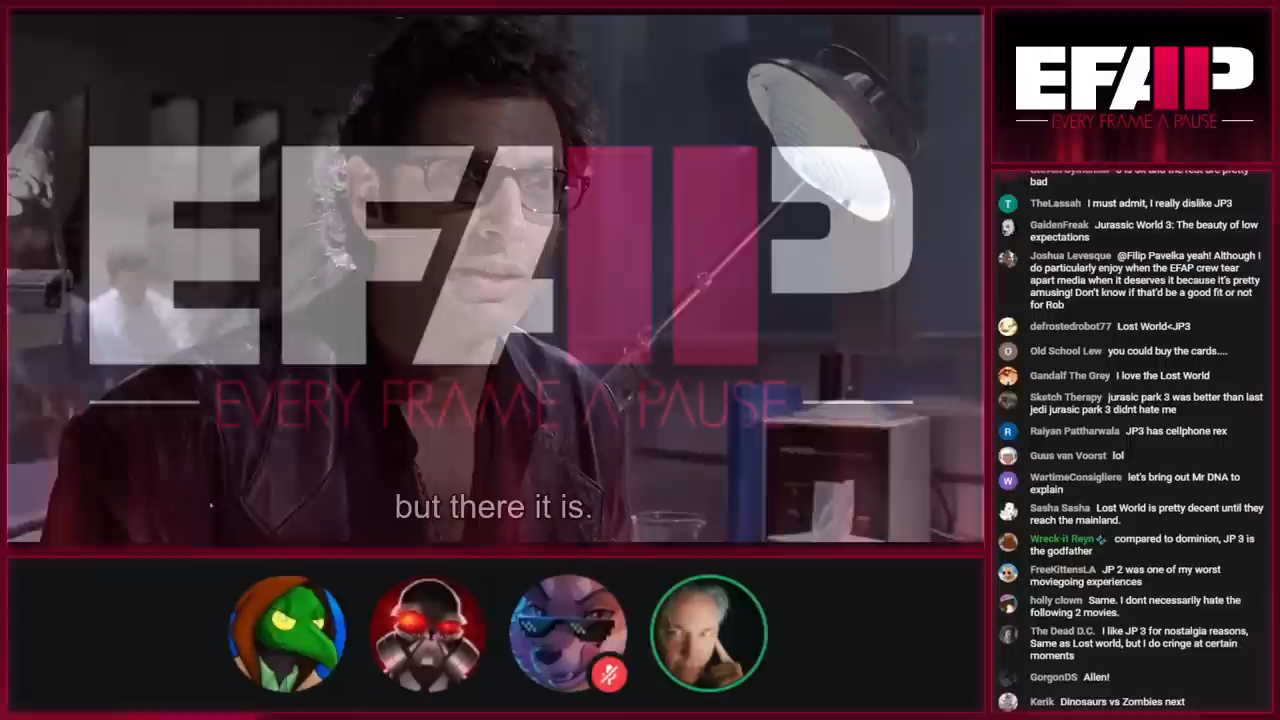 EFAP
EVERY FRAME A PAUSE
but there it is.
EFAP
EVERY FRAME A PAUSE
is ok and the rest are pretty
bad
T
TheLassah I must admit, I really dislike JP3
GaidenFreak Jurassic World 3: The beauty of low
expectations
Joshua Levesque @Filip Pavelka yeah! Although I
do particularly enjoy when the EFAP crew tear
apart media when it deserves it because it's pretty
amusing! Don't know if that'd be a good fit or not
for Rob
defrostedrobot77 Lost World<JP3
O
Old School Lew you could buy the cards....
Gandalf The Grey I love the Lost World
Sketch Therapy jurasic park 3 was better than last
jedi jurasic park 3 didnt hate me
R
Raiyan Pattharwala JP3 has cellphone rex
Guus van Voorst lol
W
WartimeConsigliere let's bring out Mr DNA to
explain
Sasha Sasha Lost World is pretty decent until they
reach the mainland.
Wreck-it Reyn compared to dominion, JP 3 is
the godfather
FreeKittensLA JP 2 was one of my worst
moviegoing experiences
holly clown Same. I dont necessarily hate the
following 2 movies.
The Dead D.C. I like JP 3 for nostalgia reasons,
Same as Lost world, but I do cringe at certain
moments
GorgonDS Allen!
Kerik Dinosaurs vs Zombies next